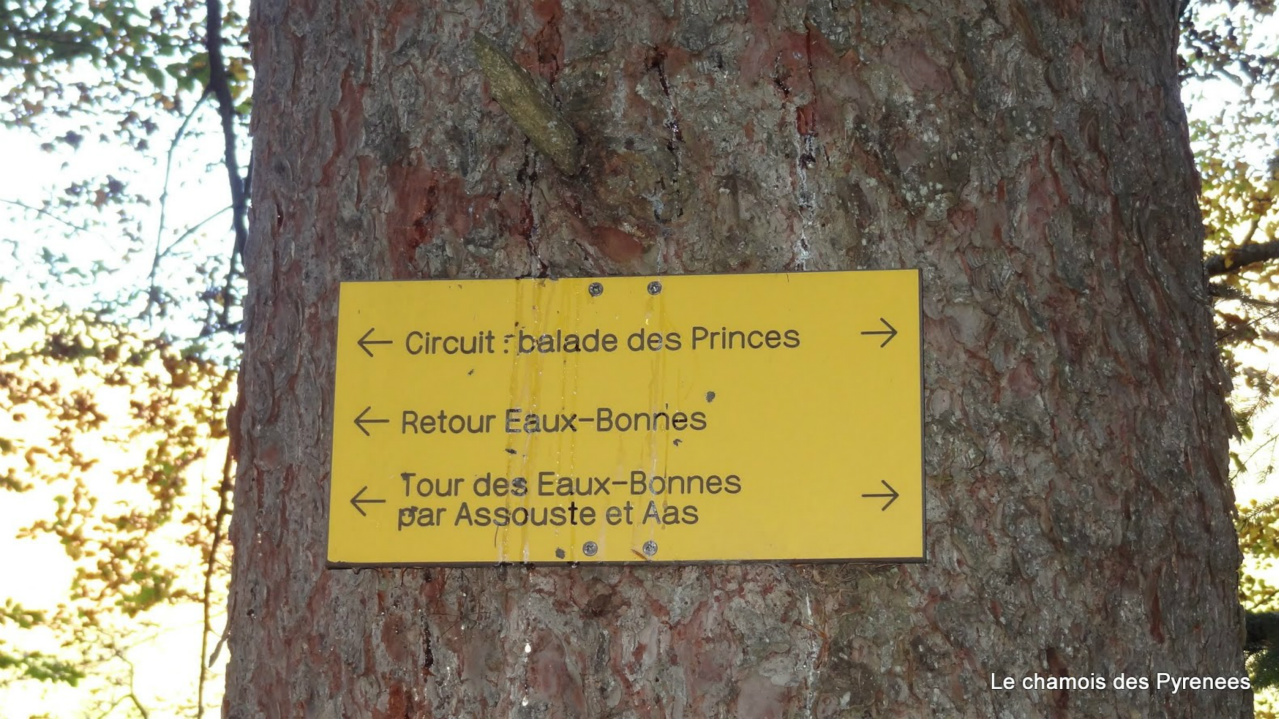 ← Circuit : balade des Princes →
← Retour Eaux-Bonnes
← Tour des Eaux-Bonnes →
par Assouste et Aas
Le chamois des Pyrenees